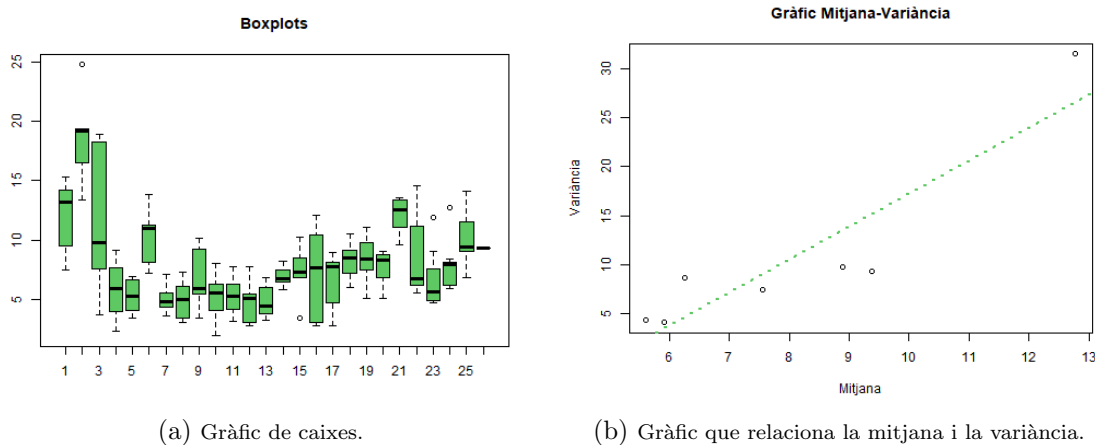 Boxplots
25
20
15
10
5
1 3 5 7 9 11 13 15 17 19 21 23 25
(a) Gràfic de caixes.
Gràfic Mitjana-Variància
Variància
30
25
20
15
10
5
6 7 8 9 10 11 12 13
Mitjana
(b) Gràfic que relaciona la mitjana i la variància.